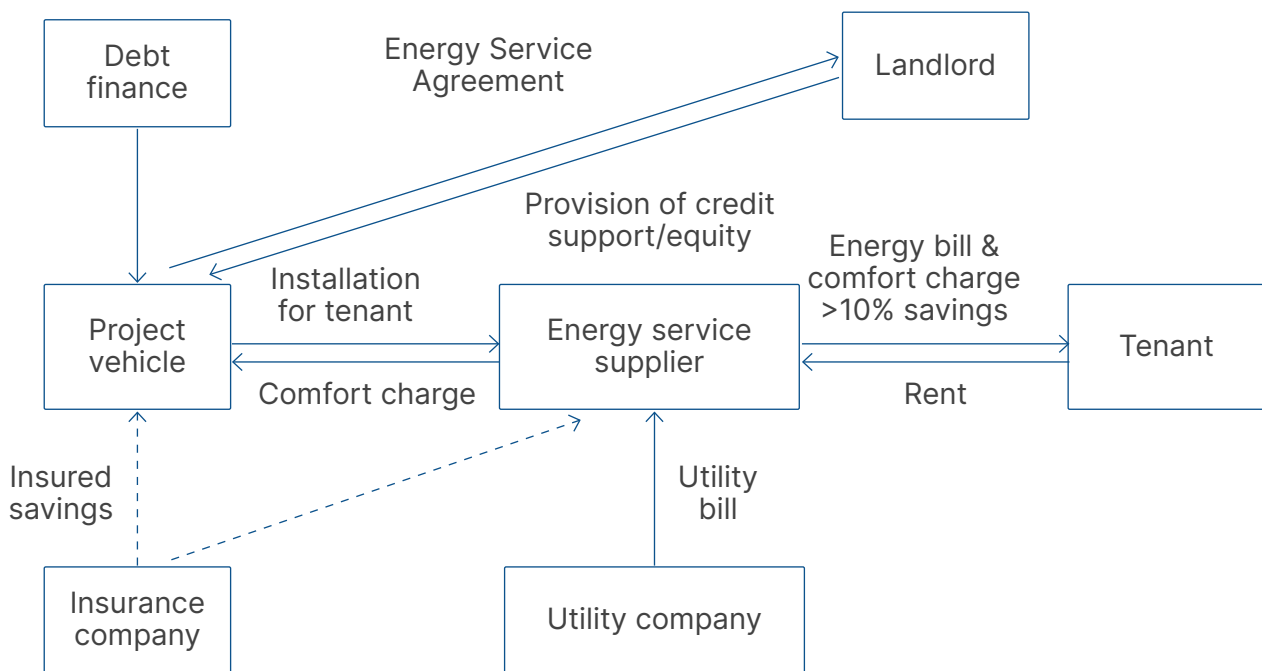 Debt
finance
Energy Service
Agreement
Landlord
Provision of credit
support/equity
Energy bill &
comfort charge
>10% savings
Installation
for tenant
Project
vehicle
Energy service
supplier
Tenant
Comfort charge
Rent
Insured
savings
Utility
bill
Insurance
company
Utility company